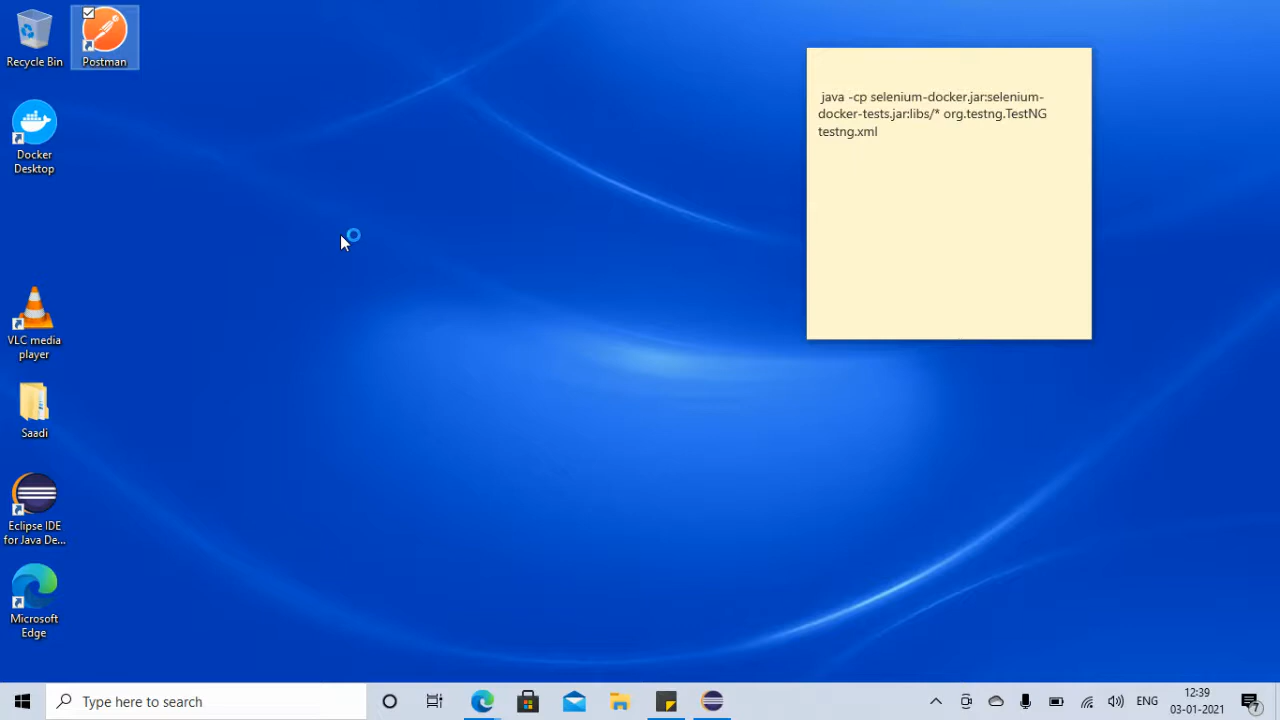 Recycle Bin
Postman
Docker
Desktop
VLC media
player
Saadi
Eclipse IDE
for Java De...
Microsoft
Edge
java -cp selenium-docker.jar:selenium-
docker-tests.jar:libs/* org.testng.TestNG
testng.xml
Type here to search
ENG
12:39
03-01-2021
7